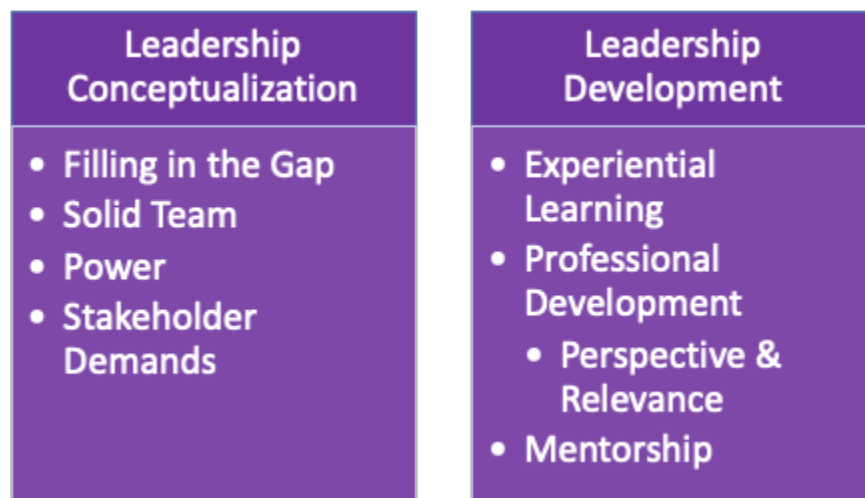 Leadership
Conceptualization
• Filling in the Gap
• Solid Team
• Power
• Stakeholder
Demands
Leadership
Development
• Experiential
Learning
• Professional
Development
• Perspective &
Relevance
• Mentorship